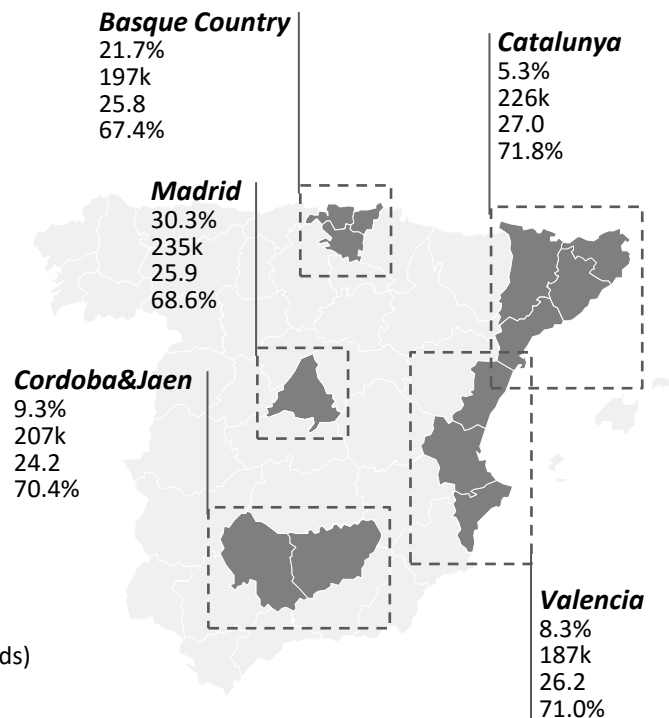 Basque Country
21.7%
197k
25.8
67.4%
Catalunya
5.3%
226k
27.0
71.8%
Madrid
30.3%
235k
25.9
68.6%
Cordoba&Jaen
9.3%
207k
24.2
70.4%
Valencia
8.3%
187k
26.2
71.0%
ds)